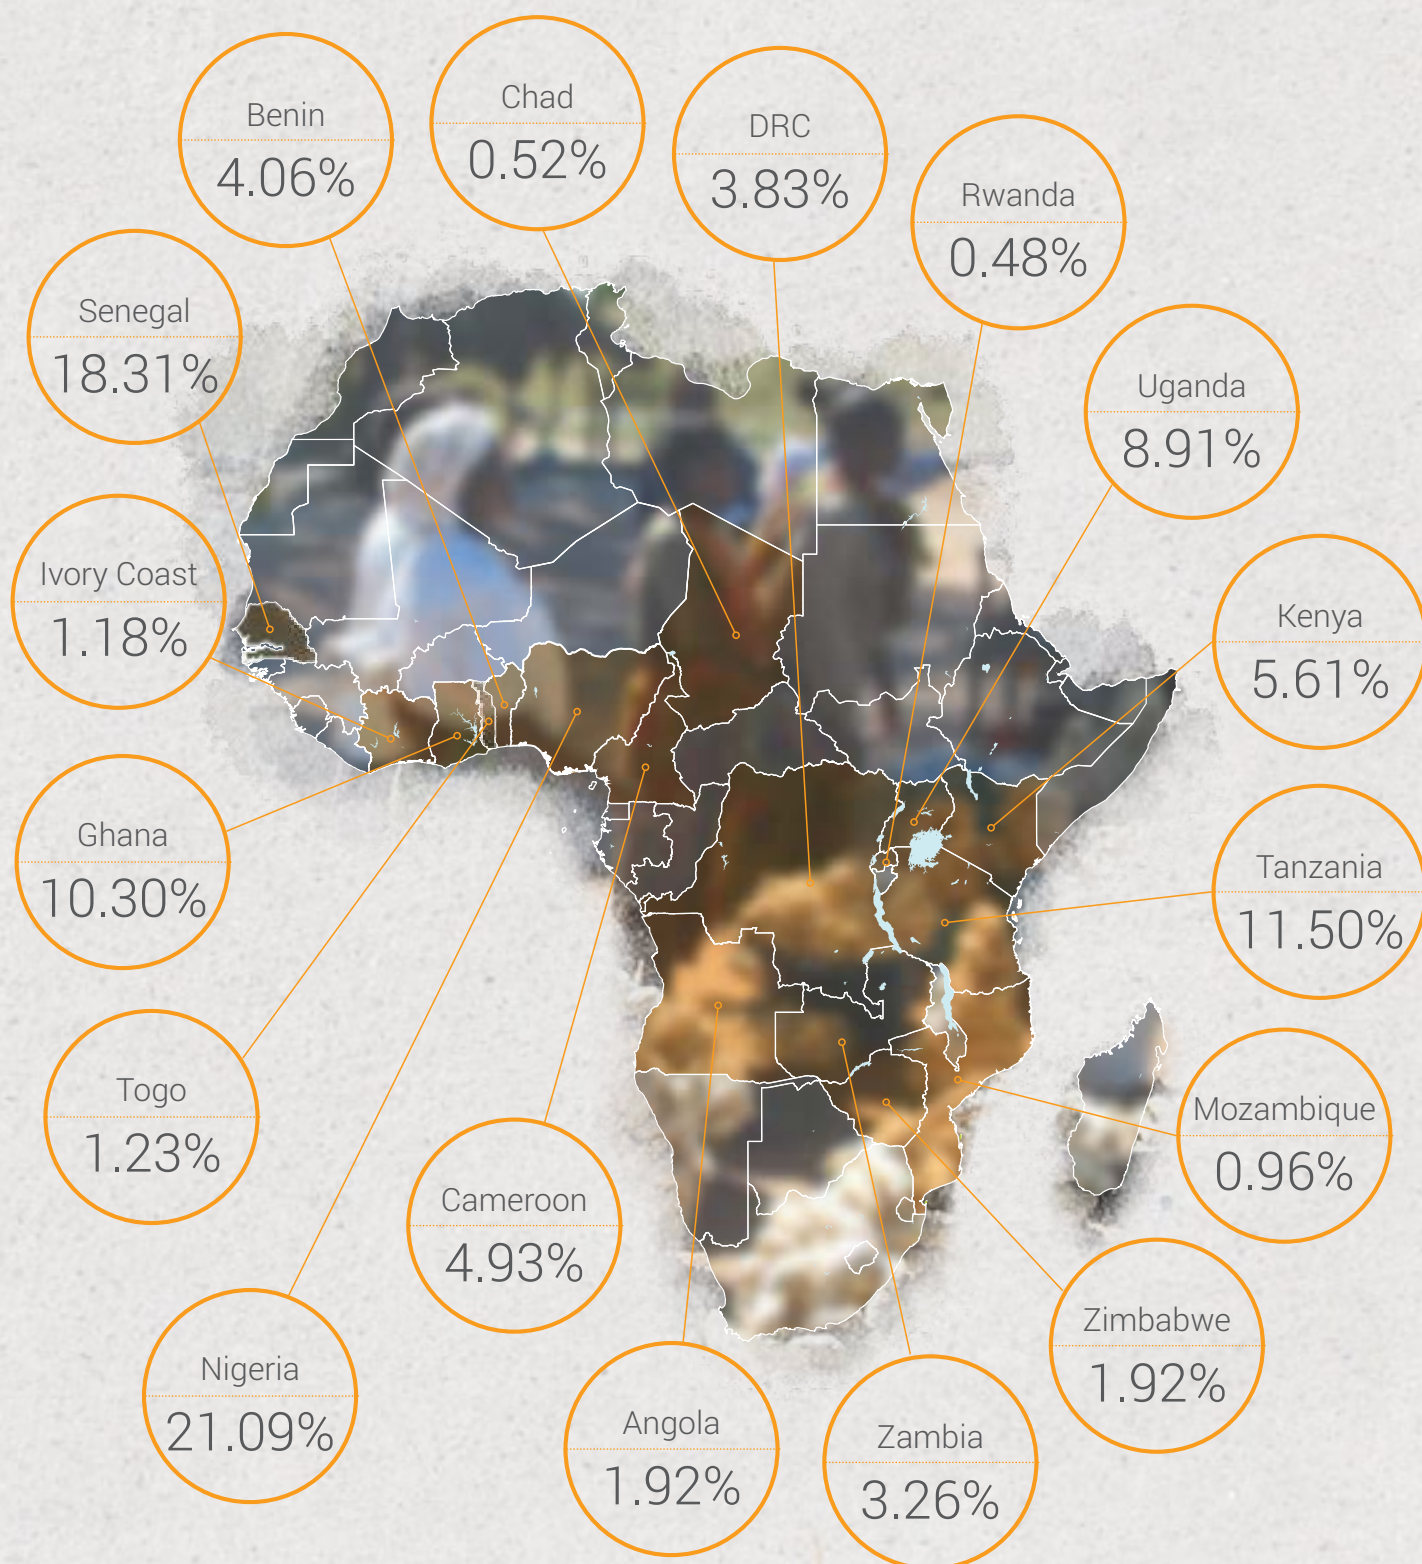 Benin
4.06%
Chad
0.52%
DRC
3.83%
Rwanda
0.48%
Senegal
18.31%
Uganda
8.91%
Ivory Coast
1.18%
Kenya
5.61%
Ghana
10.30%
Tanzania
11.50%
Togo
1.23%
Mozambique
0.96%
Cameroon
4.93%
Nigeria
21.09%
Zimbabwe
1.92%
Angola
1.92%
Zambia
3.26%